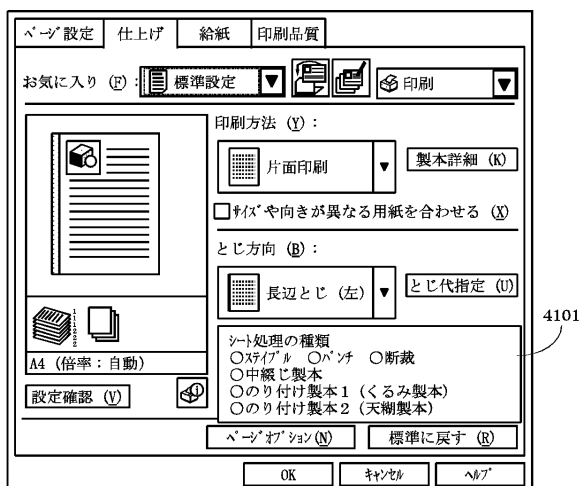 ﾍﾟｰｼﾞ設定 仕上げ 給紙 印刷品質
お気に入り (F) : 標準設定 印刷
印刷方法 (Y) :
片面印刷 製本詳細 (K)
ｻｲｽﾞや向きが異なる用紙を合わせる (X)
とじ方向 (B) :
長辺とじ (左) とじ代指定 (U)
4101
ｼｰﾄ処理の種類
○ｽﾃｲﾌﾟﾙ ○ﾊﾟﾝﾁ ○断裁
○中綴じ製本
○のり付け製本1 (くるみ製本)
○のり付け製本2 (天糊製本)
111222
A4 (倍率:自動)
設定確認 (V)
ﾍﾟｰｼﾞｵﾌﾟｼｮﾝ(N) 標準に戻す (R)
OK ｷｬﾝｾﾙ ﾍﾙﾌﾟ